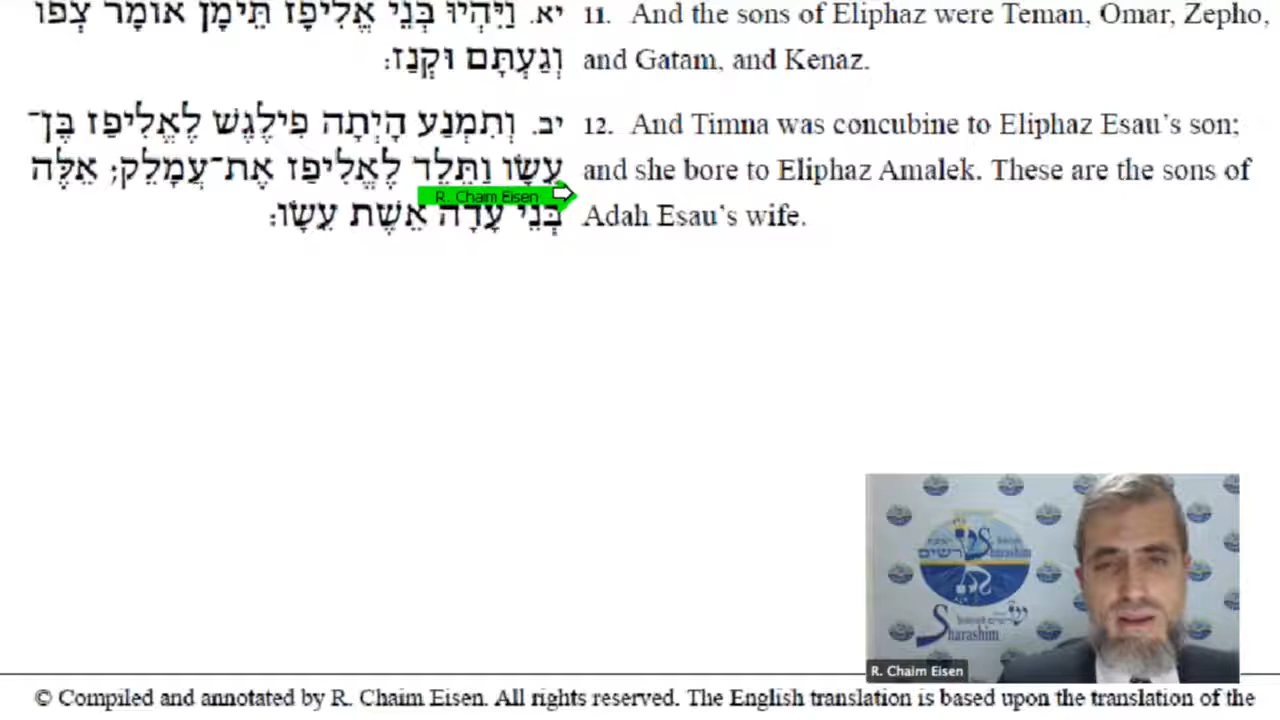 יא. וַיִּהְיוּ בְּנֵי אֱלִיפָז תֵּימָן אוֹמָר צְפוֹ
וְגַעְתָּם וּקְנַז:
11. And the sons of Eliphaz were Teman, Omar, Zepho,
and Gatam, and Kenaz.
יב. וְתִמְנַע הָיְתָה פִילֶגֶשׁ לֶאֱלִיפַז בֶּן־
עֵשָׂו וַתֵּלֶד לֶאֱלִיפַז אֶת־עֲמָלֵק; אֵלֶּה
בְּנֵי עָדָה אֵשֶׁת עֵשָׂו:
12. And Timna was concubine to Eliphaz Esau's son;
and she bore to Eliphaz Amalek. These are the sons of
Adah Esau's wife.
R. Chaim Eisen
שרשים
Sharashim
Sharashim
R. Chaim Eisen
© Compiled and annotated by R. Chaim Eisen. All rights reserved. The English translation is based upon the translation of the